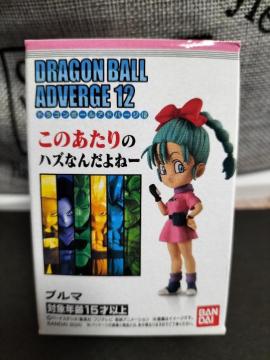 DRAGON BALL
ADVERGE 12
ドラゴンボールアドバージ12
このあたりの
ハズなんだよねー
ブルマ
対象年齢15才以上
BANDAI